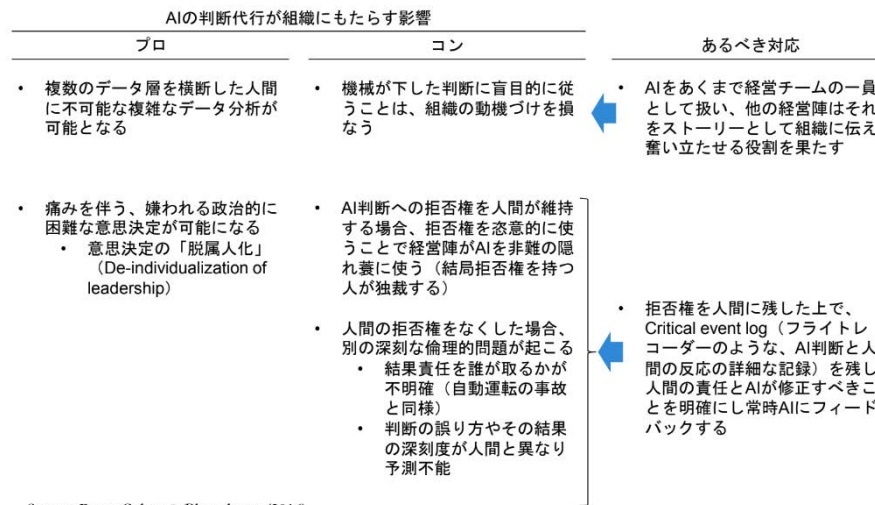 AIの判断代行が組織にもたらす影響
プロ
コン
あるべき対応
• 複数のデータ層を横断した人間
に不可能な複雑なデータ分析が
可能となる
• 機械が下した判断に盲目的に従
うことは、組織の動機づけを損
なう
• AIをあくまで経営チームの一員
として扱い、他の経営陣はそれ
をストーリーとして組織に伝え
奮い立たせる役割を果たす
• 痛みを伴う、嫌われる政治的に
困難な意思決定が可能になる
• 意思決定の「脱属人化」
（De-individualization of
leadership）
• AI判断への拒否権を人間が維持
する場合、拒否権を恣意的に使
うことで経営陣がAIを非難の隠
れ蓑に使う（結局拒否権を持つ
人が独裁する）
• 人間の拒否権をなくした場合、
別の深刻な倫理的問題が起こる
• 結果責任を誰が取るかが
不明確（自動運転の事故
と同様）
• 判断の誤り方やその結果
の深刻度が人間と異なり
予測不能
• 拒否権を人間に残した上で、
Critical event log（フライトレ
コーダーのような、AI判断と人
間の反応の詳細な記録）を残し
人間の責任とAIが修正すべきこ
とを明確にし常時AIにフィード
バックする